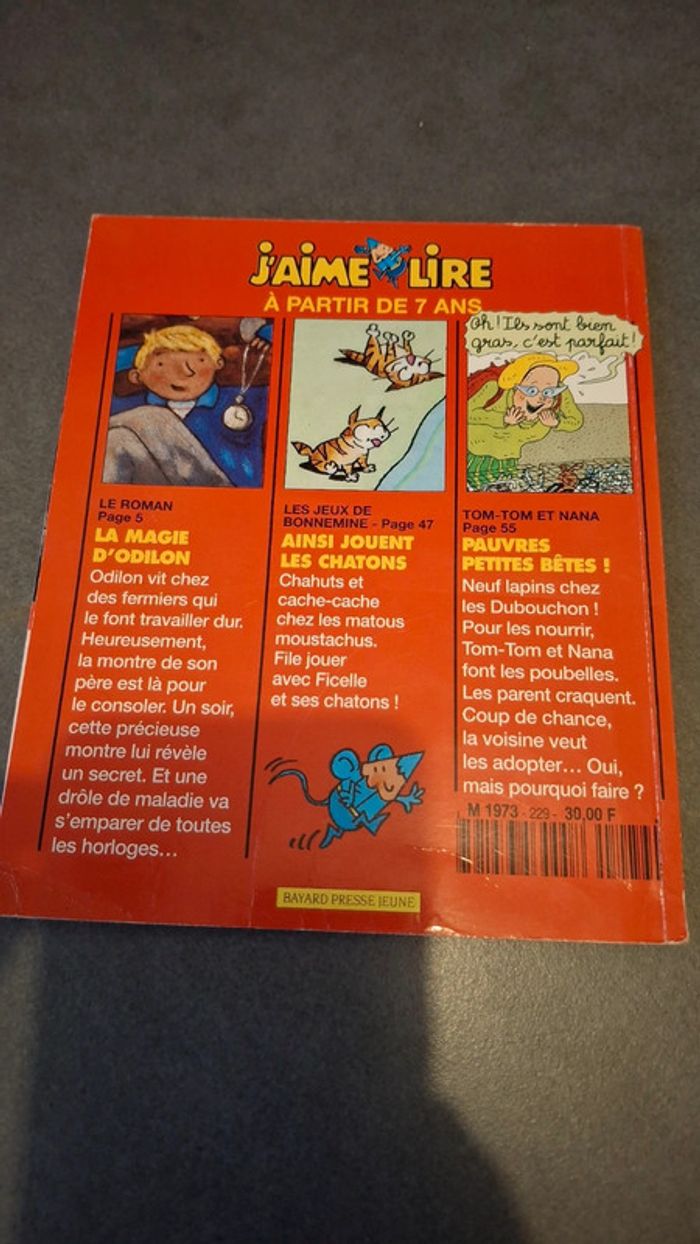 J'AIME LIRE
À PARTIR DE 7 ANS
Oh ! Ils sont bien
gras, c'est parfait !
LE ROMAN
Page 5
LA MAGIE
D'ODILON
Odilon vit chez
des fermiers qui
le font travailler dur.
Heureusement,
la montre de son
père est là pour
le consoler. Un soir,
cette précieuse
montre lui révèle
un secret. Et une
drôle de maladie va
s'emparer de toutes
les horloges...
LES JEUX DE
BONNEMINE - Page 47
AINSI JOUENT
LES CHATONS
Chahuts et
cache-cache
chez les matous
moustachus.
File jouer
avec Ficelle
et ses chatons !
TOM-TOM ET NANA
Page 55
PAUVRES
PETITES BÊTES !
Neuf lapins chez
les Dubouchon !
Pour les nourrir,
Tom-Tom et Nana
font les poubelles.
Les parent craquent.
Coup de chance,
la voisine veut
les adopter... Oui,
mais pourquoi faire ?
M 1973 - 229 - 30,00 F
BAYARD PRESSE JEUNE